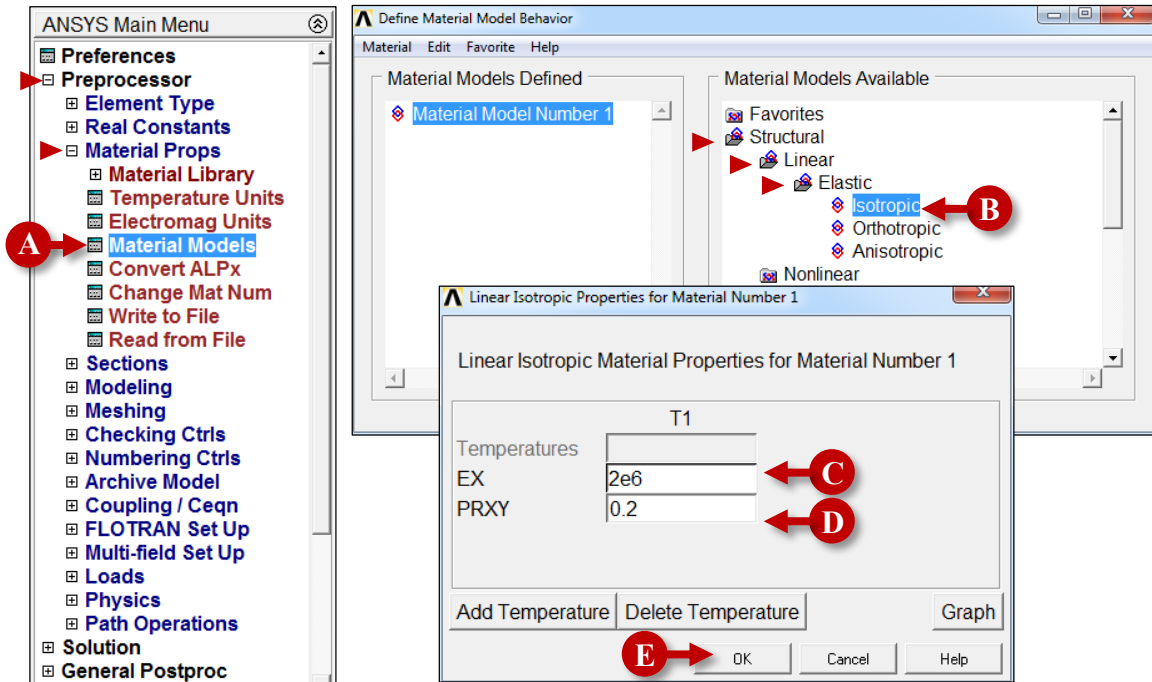 ANSYS Main Menu
Preferences
Preprocessor
Element Type
Real Constants
Material Props
Material Library
Temperature Units
Electromag Units
A
Material Models
Convert ALPx
Change Mat Num
Write to File
Read from File
Sections
Modeling
Meshing
Checking Ctrls
Numbering Ctrls
Archive Model
Coupling / Ceqn
FLOTRAN Set Up
Multi-field Set Up
Loads
Physics
Path Operations
Solution
General Postproc
Define Material Model Behavior
Material Edit Favorite Help
Material Models Defined
Material Model Number 1
Material Models Available
Favorites
Structural
Linear
Elastic
Isotropic B
Orthotropic
Anisotropic
Nonlinear
Linear Isotropic Properties for Material Number 1
Linear Isotropic Material Properties for Material Number 1
T1
Temperatures
EX 2e6 C
PRXY 0.2 D
Add Temperature Delete Temperature Graph
E OK Cancel Help